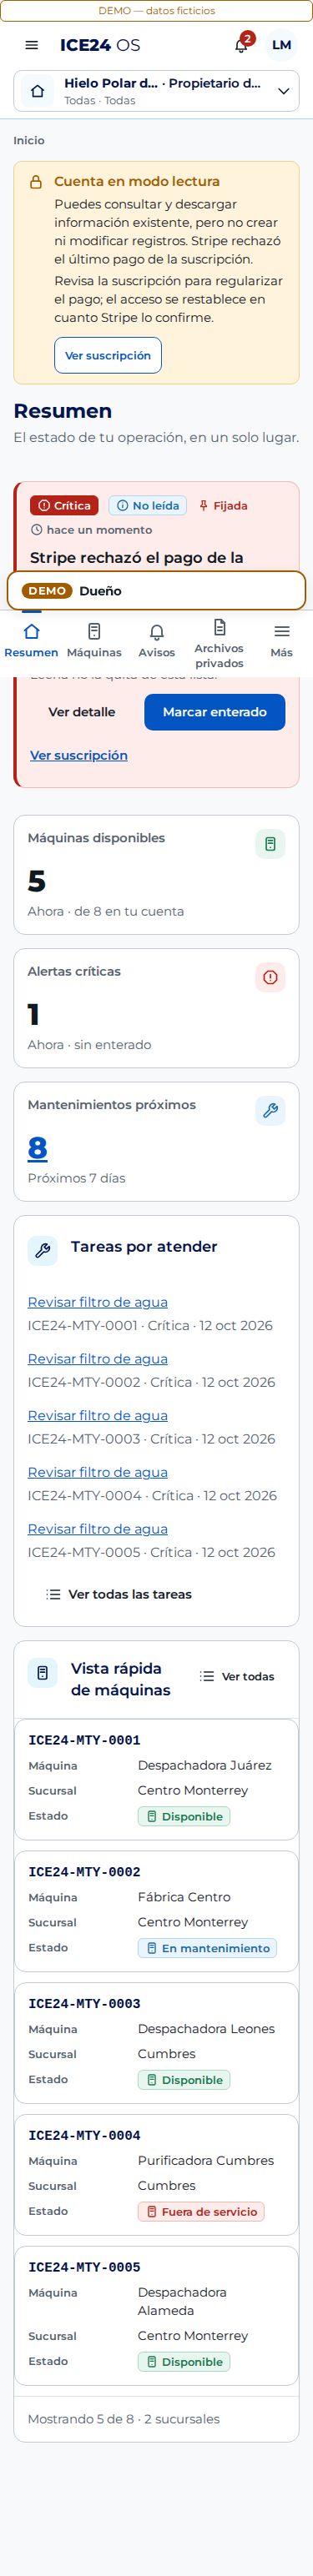 DEMO — datos ficticios
ICE24 OS
2
LM
Hielo Polar d... · Propietario d...
Todas · Todas
Inicio
Cuenta en modo lectura
Puedes consultar y descargar
información existente, pero no crear
ni modificar registros. Stripe rechazó
el último pago de la suscripción.
Revisa la suscripción para regularizar
el pago; el acceso se restablece en
cuanto Stripe lo confirme.
Ver suscripción
Resumen
El estado de tu operación, en un solo lugar.
Crítica
No leída
Fijada
hace un momento
Stripe rechazó el pago de la
DEMO Dueño
Resumen
Máquinas
Avisos
Archivos
privados
Más
Ver detalle
Marcar enterado
Ver suscripción
Máquinas disponibles
5
Ahora · de 8 en tu cuenta
Alertas críticas
1
Ahora · sin enterado
Mantenimientos próximos
8
Próximos 7 días
Tareas por atender
Revisar filtro de agua
ICE24-MTY-0001 · Crítica · 12 oct 2026
Revisar filtro de agua
ICE24-MTY-0002 · Crítica · 12 oct 2026
Revisar filtro de agua
ICE24-MTY-0003 · Crítica · 12 oct 2026
Revisar filtro de agua
ICE24-MTY-0004 · Crítica · 12 oct 2026
Revisar filtro de agua
ICE24-MTY-0005 · Crítica · 12 oct 2026
Ver todas las tareas
Vista rápida
de máquinas
Ver todas
ICE24-MTY-0001
Máquina Despachadora Juárez
Sucursal Centro Monterrey
Estado Disponible
ICE24-MTY-0002
Máquina Fábrica Centro
Sucursal Centro Monterrey
Estado En mantenimiento
ICE24-MTY-0003
Máquina Despachadora Leones
Sucursal Cumbres
Estado Disponible
ICE24-MTY-0004
Máquina Purificadora Cumbres
Sucursal Cumbres
Estado Fuera de servicio
ICE24-MTY-0005
Máquina Despachadora
Alameda
Sucursal Centro Monterrey
Estado Disponible
Mostrando 5 de 8 · 2 sucursales